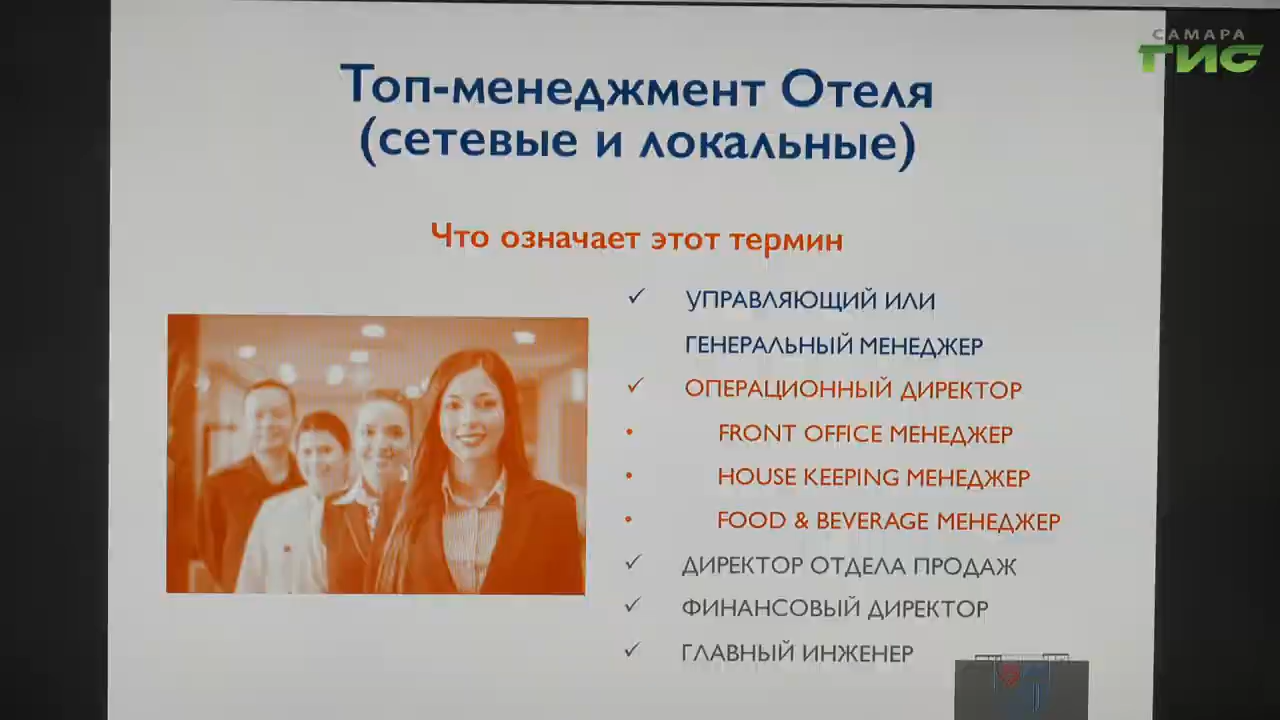 САМАРА
ГИС
Топ-менеджмент Отеля
(сетевые и локальные)
Что означает этот термин
✓ УПРАВЛЯЮЩИЙ ИЛИ
ГЕНЕРАЛЬНЫЙ МЕНЕДЖЕР
✓ ОПЕРАЦИОННЫЙ ДИРЕКТОР
• FRONT OFFICE МЕНЕДЖЕР
• HOUSE KEEPING МЕНЕДЖЕР
• FOOD & BEVERAGE МЕНЕДЖЕР
✓ ДИРЕКТОР ОТДЕЛА ПРОДАЖ
✓ ФИНАНСОВЫЙ ДИРЕКТОР
✓ ГЛАВНЫЙ ИНЖЕНЕР